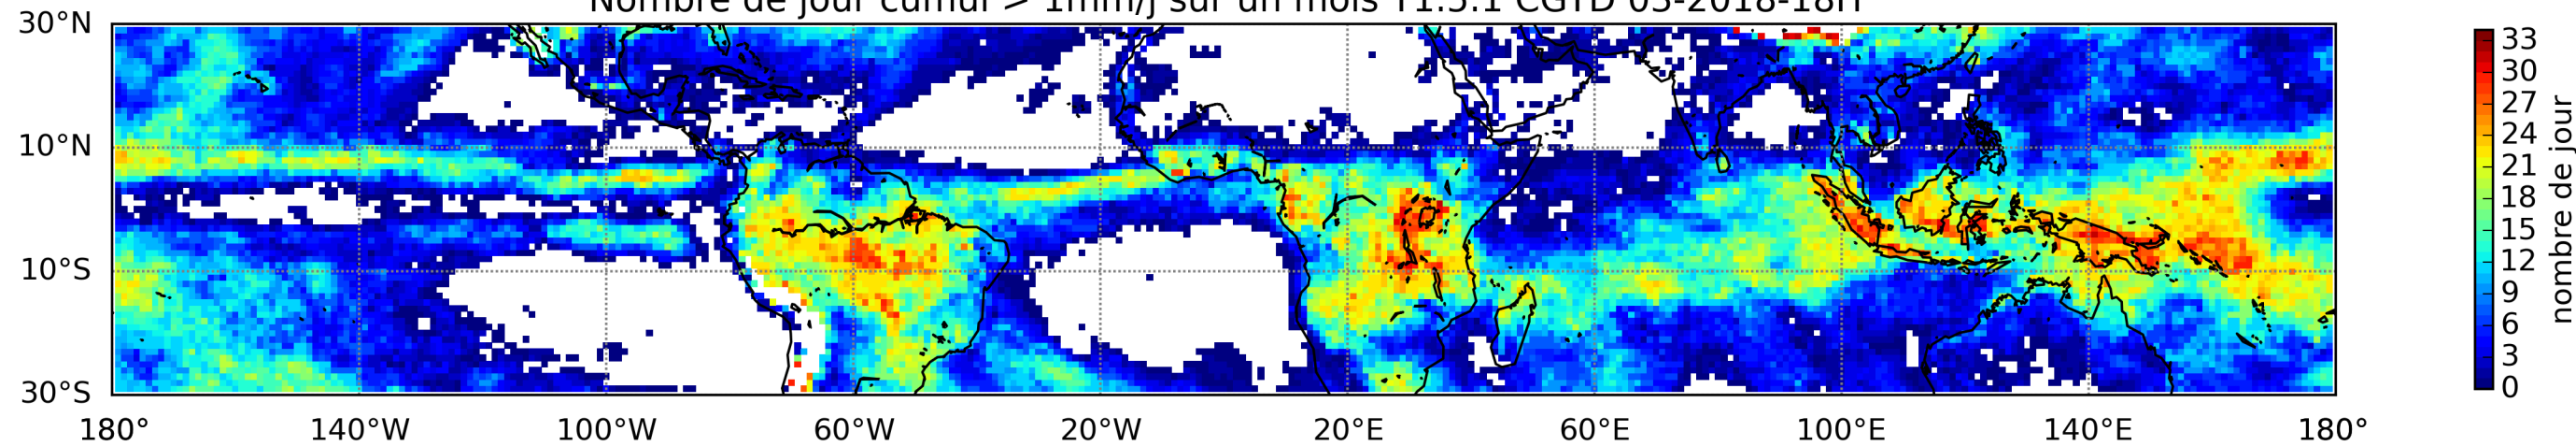 Nombre de jour cumul > 1mm/j sur un mois T1.5.1 CGTD 03-2018-18H
30°N
10°N
10°S
30°S
180° 140°W 100°W 60°W 20°W 20°E 60°E 100°E 140°E 180°
33
30
27
24
21
18
15
12
9
6
3
0
nombre de jour